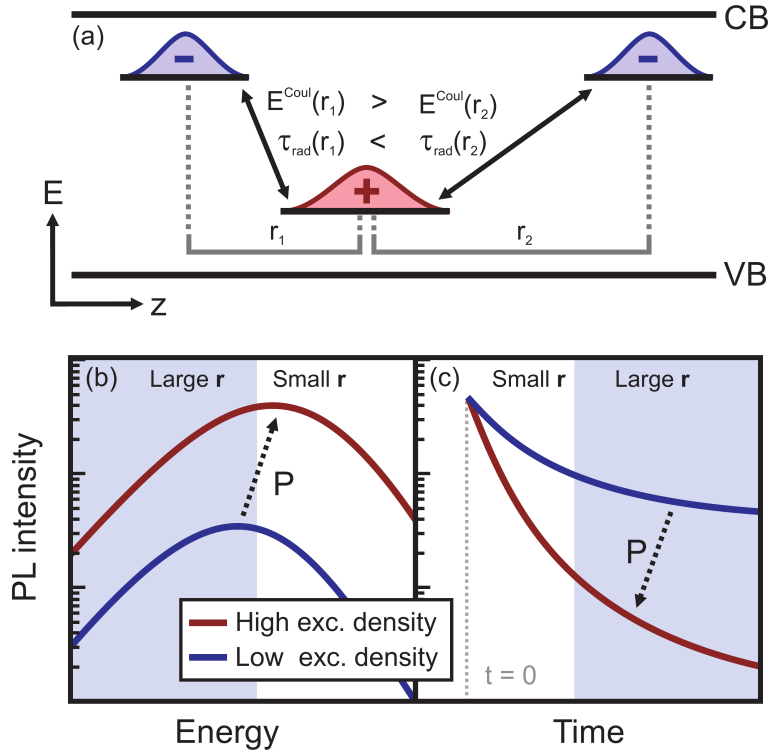 (a)
CB
−
−
E^Coul(r₁) > E^Coul(r₂)
τ_rad(r₁) < τ_rad(r₂)
+
E
r₁
r₂
VB
z
(b)
Large r
Small r
(c)
Small r
Large r
PL intensity
P
P
High exc. density
Low exc. density
t = 0
Energy
Time